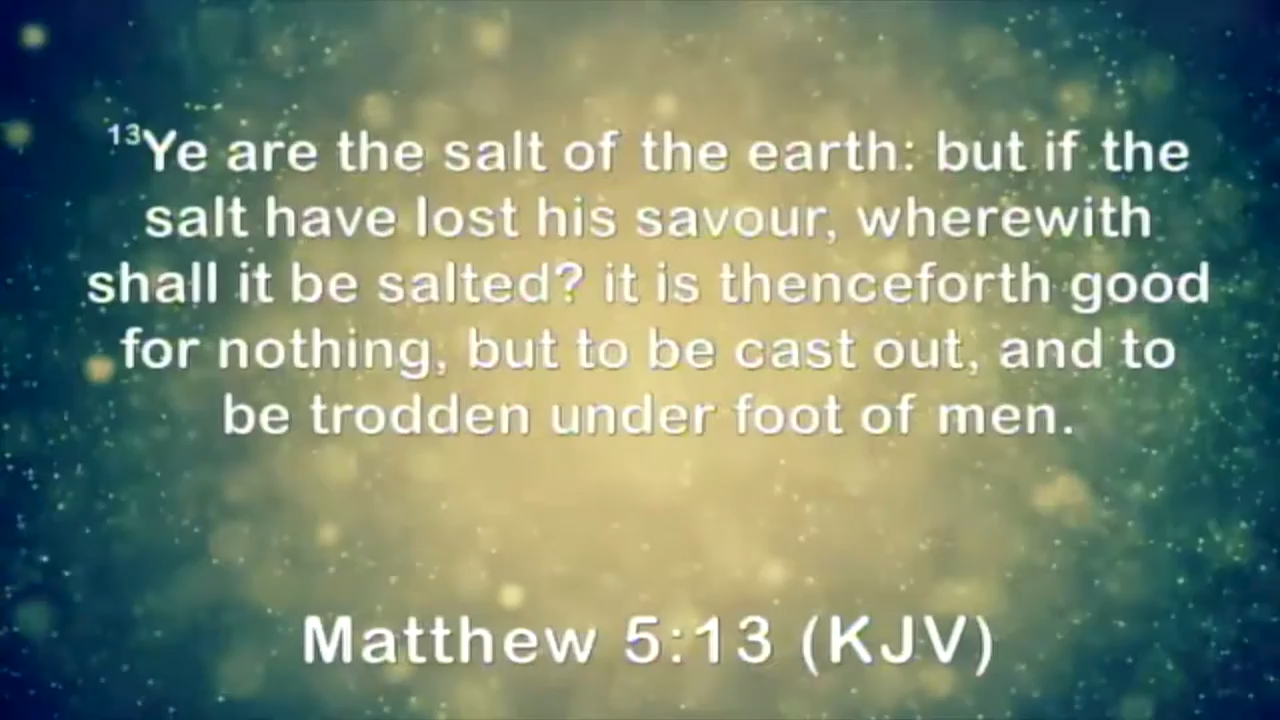 13Ye are the salt of the earth: but if the
salt have lost his savour, wherewith
shall it be salted? it is thenceforth good
for nothing, but to be cast out, and to
be trodden under foot of men.
Matthew 5:13 (KJV)